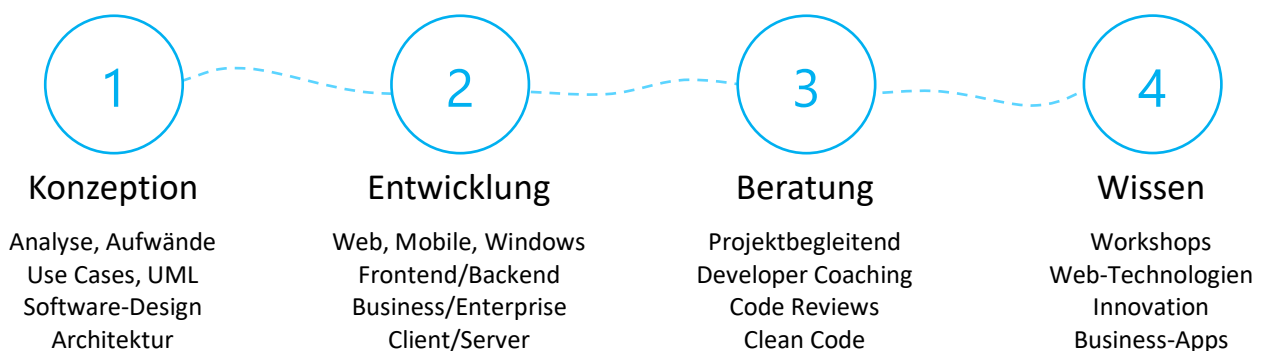 1
Konzeption
Analyse, Aufwände
Use Cases, UML
Software-Design
Architektur
2
Entwicklung
Web, Mobile, Windows
Frontend/Backend
Business/Enterprise
Client/Server
3
Beratung
Projektbegleitend
Developer Coaching
Code Reviews
Clean Code
4
Wissen
Workshops
Web-Technologien
Innovation
Business-Apps